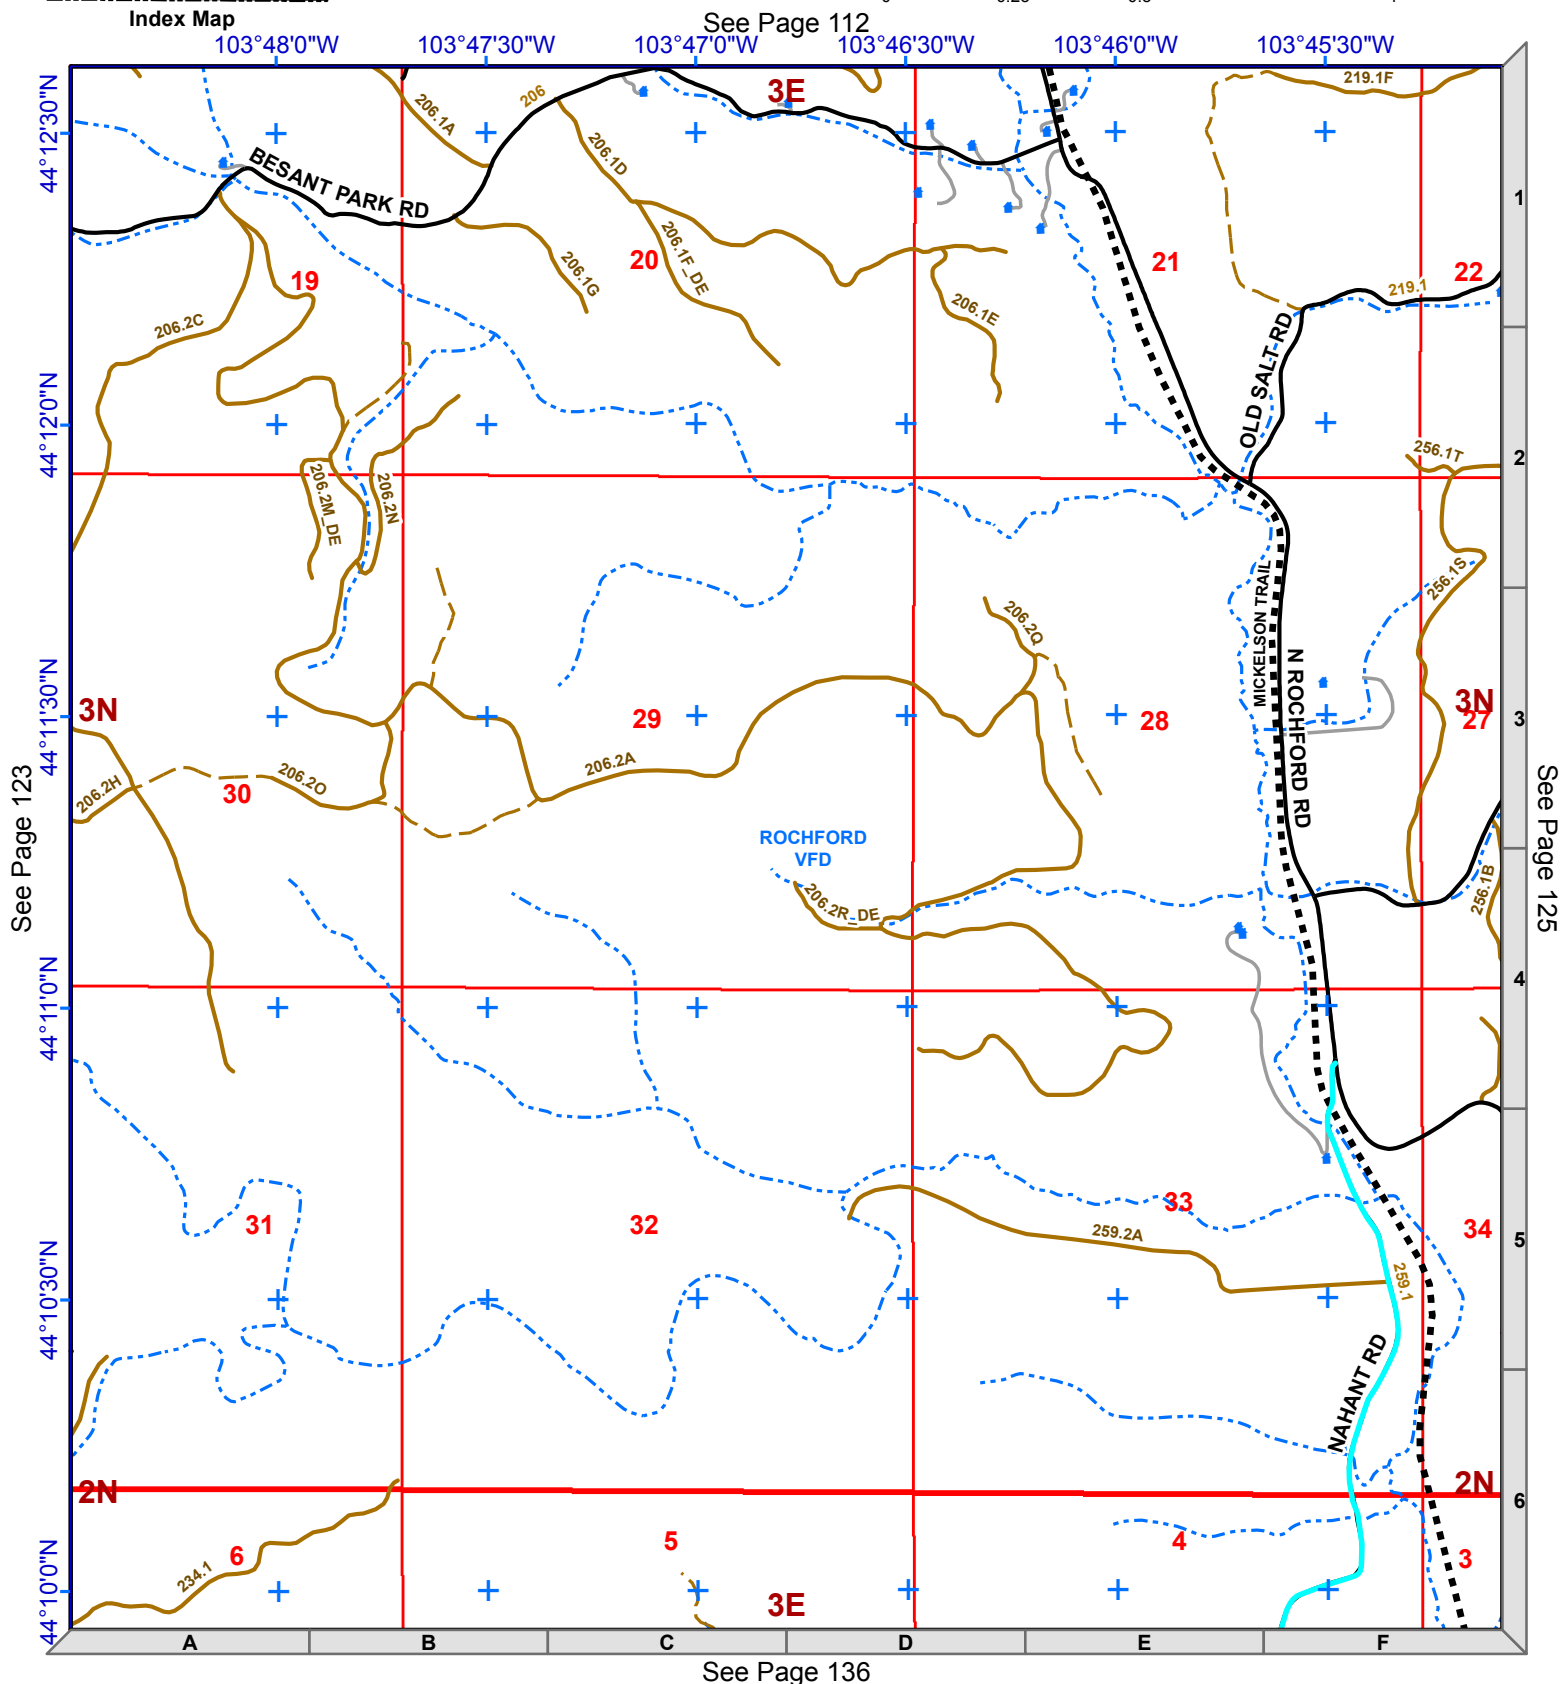 Index Map
See Page 112
103°48'0"W
103°47'30"W
103°47'0"W
103°46'30"W
103°46'0"W
103°45'30"W
44°12'30"N
44°12'0"N
44°11'30"N
44°11'0"N
44°10'30"N
44°10'0"N
3E
206.1A
206
206.1D
219.1F
BESANT PARK RD
1
206.1F_DE
206.1G
20
21
22
19
219.1
206.2C
206.1E
OLD SALT RD
2
256.1T
206.2M_DE
206.2N
256.1S
206.2Q
MICKELSON TRAIL
N ROCHFORD RD
3N
29
28
3N
27
3
206.2A
206.2H
206.2O
30
See Page 123
See Page 125
ROCHFORD
VFD
206.2R_DE
256.1B
4
31
32
33
34
5
259.2A
259.1
NAHANT RD
2N
2N
6
6
5
4
3
234.1
3E
A
B
C
D
E
F
See Page 136